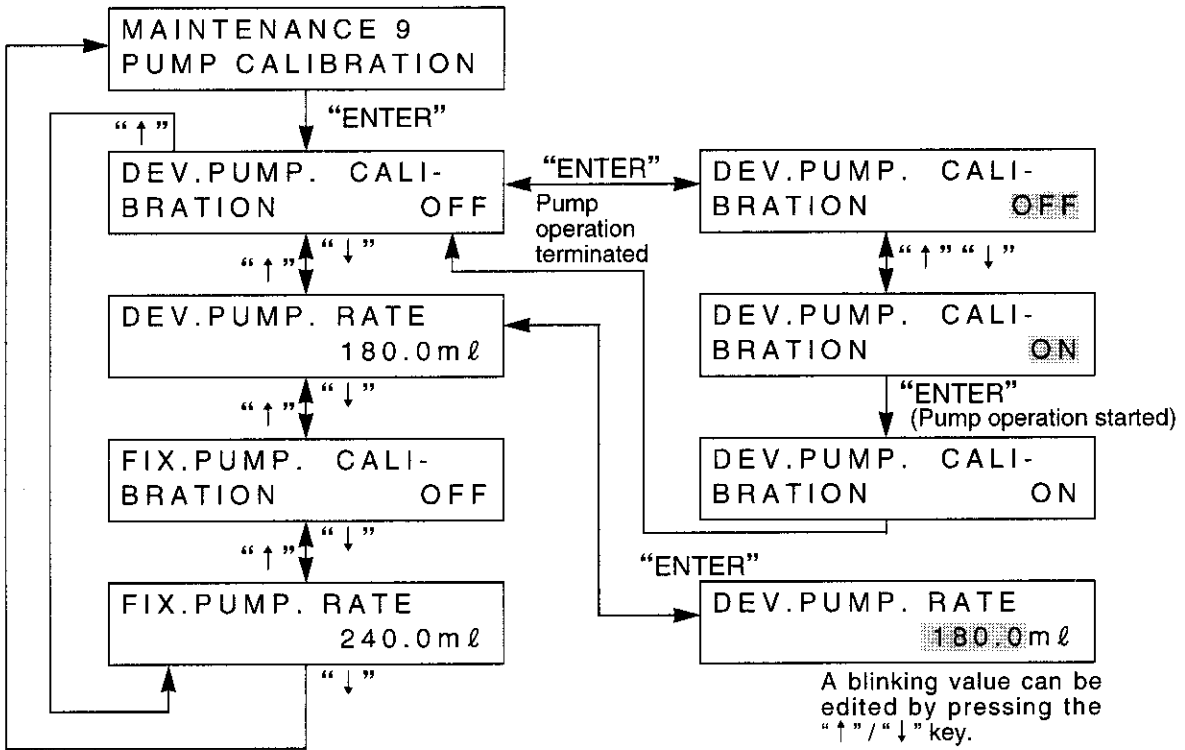 MAINTENANCE 9
PUMP CALIBRATION
“ENTER”
“ ↑ ”
DEV.PUMP. CALI-
BRATION OFF
“ENTER”
Pump
operation
terminated
DEV.PUMP. CALI-
BRATION OFF
“ ↑ ” “ ↓ ”
“ ↑ ” “ ↓ ”
DEV.PUMP. RATE
180.0mℓ
DEV.PUMP. CALI-
BRATION ON
“ ↑ ” “ ↓ ”
“ENTER”
(Pump operation started)
FIX.PUMP. CALI-
BRATION OFF
DEV.PUMP. CALI-
BRATION ON
“ ↑ ” “ ↓ ”
“ENTER”
FIX.PUMP. RATE
240.0mℓ
DEV.PUMP. RATE
180.0mℓ
“ ↓ ”
A blinking value can be
edited by pressing the
“ ↑ ” / “ ↓ ” key.